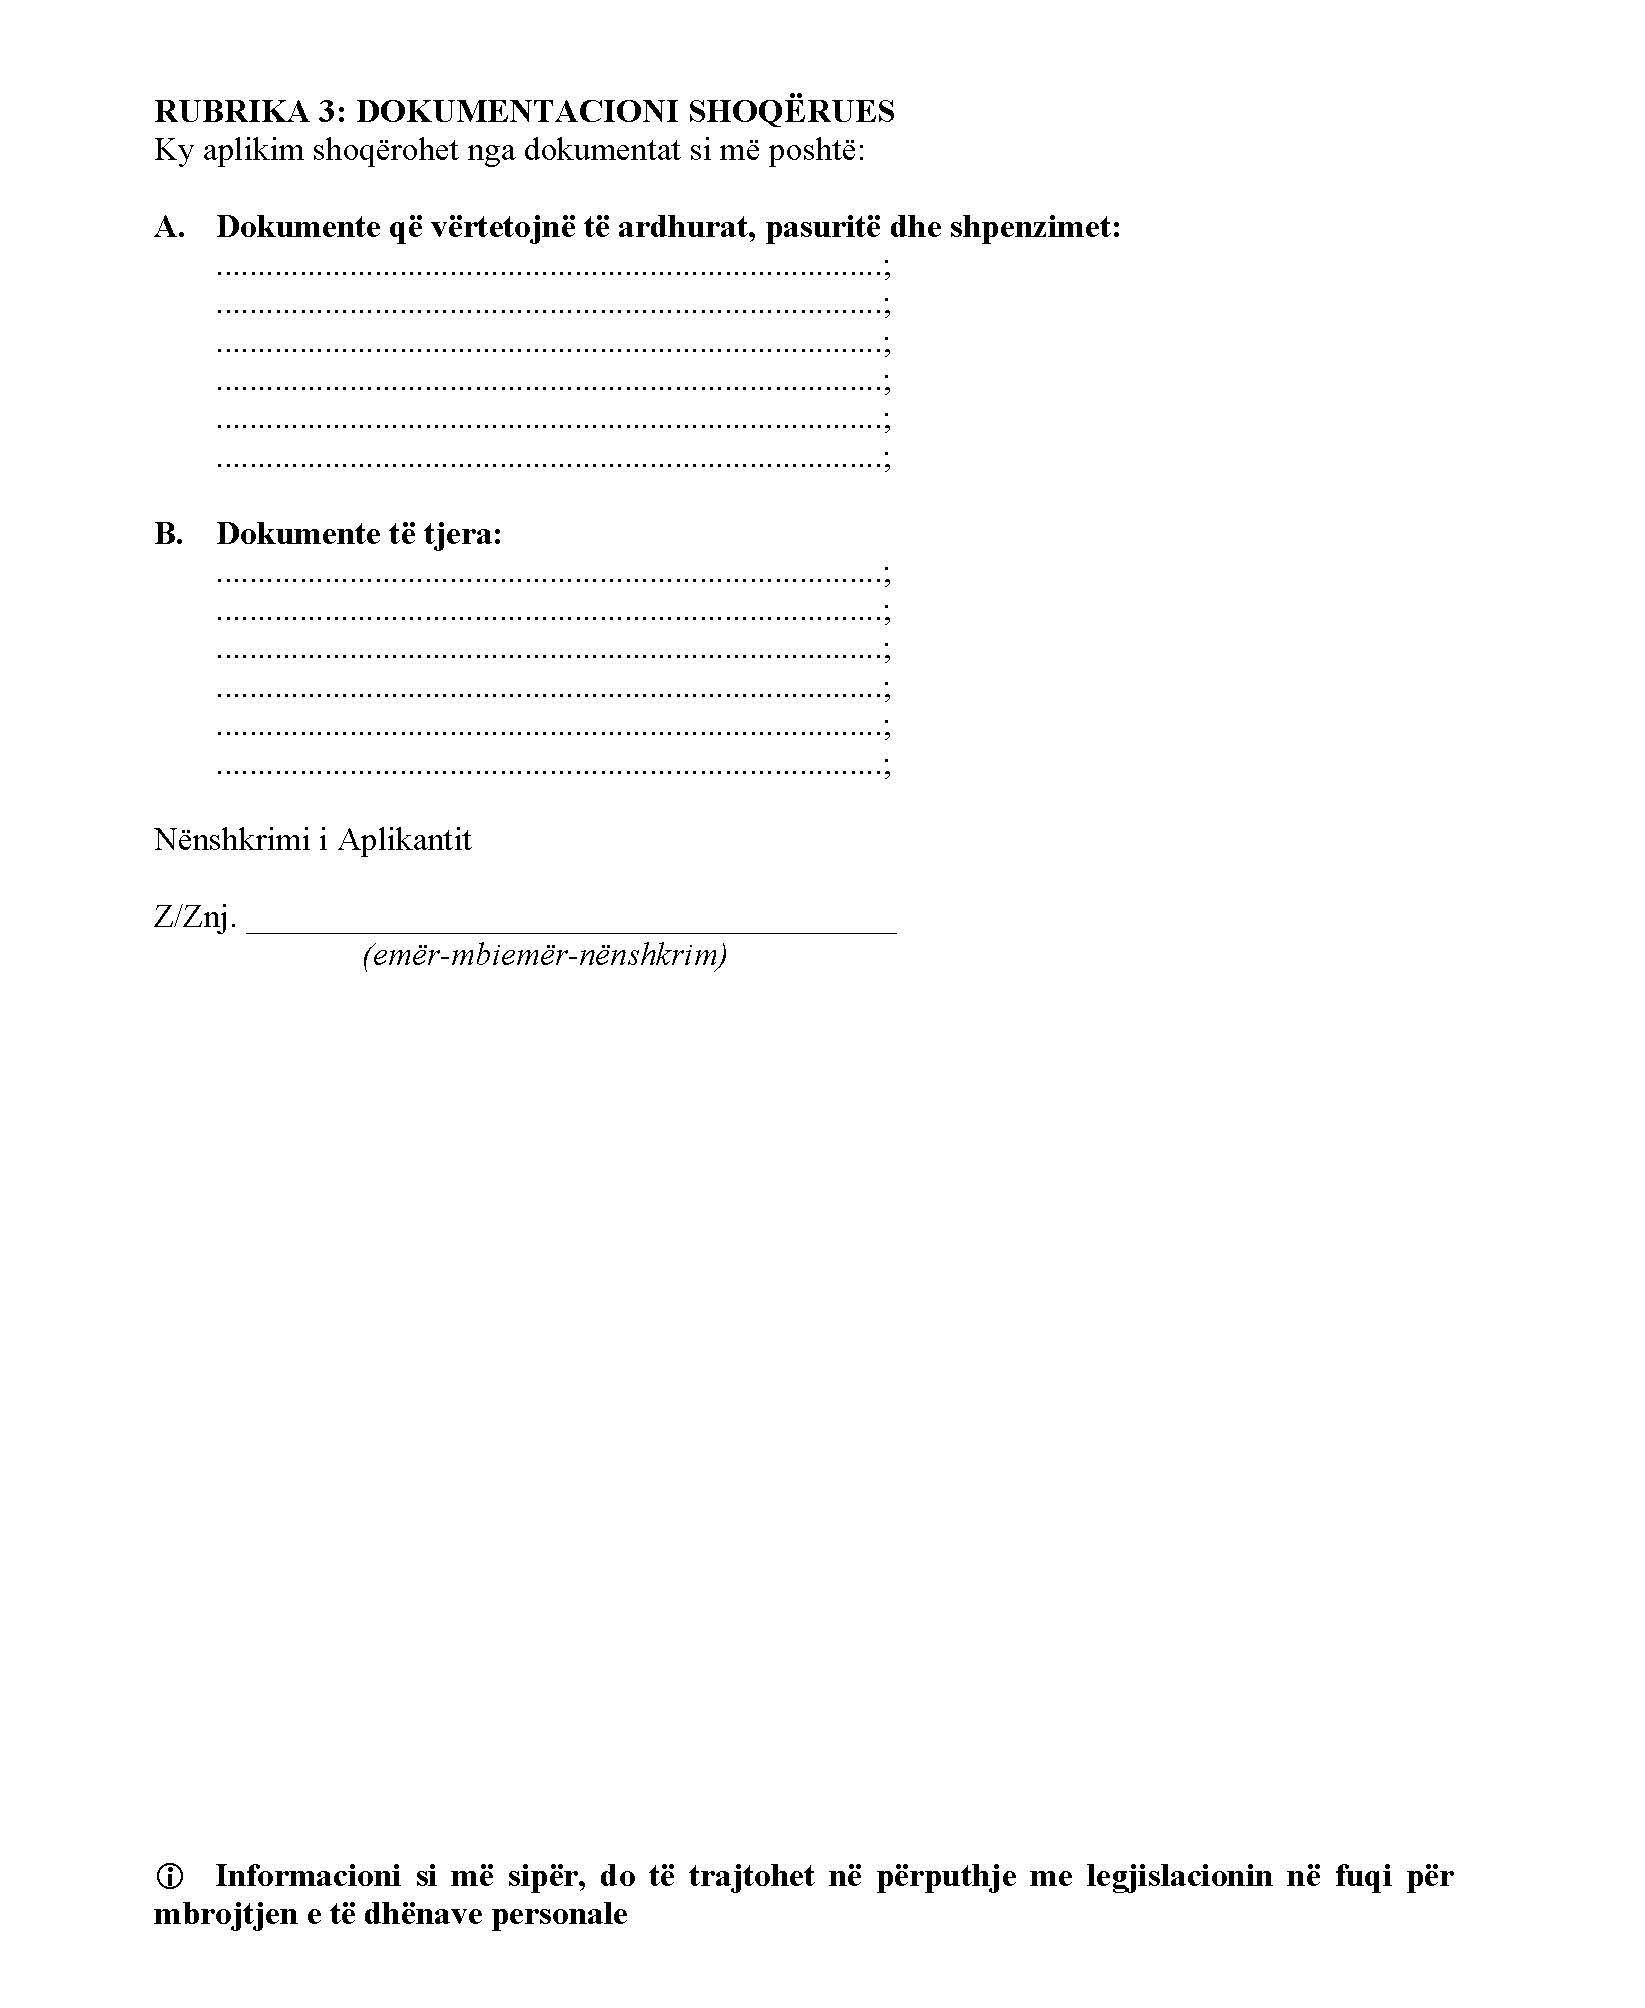 RUBRIKA 3: DOKUMENTACIONI SHOQËRUES
Ky aplikim shoqërohet nga dokumentat si më poshtë:
A. Dokumente që vërtetojnë të ardhurat, pasuritë dhe shpenzimet:
................................................................................;
................................................................................;
................................................................................;
................................................................................;
................................................................................;
................................................................................;
B. Dokumente të tjera:
................................................................................;
................................................................................;
................................................................................;
................................................................................;
................................................................................;
................................................................................;
Nënshkrimi i Aplikantit
Z/Znj. ________________________________________
(emër-mbiemër-nënshkrim)
ⓘ Informacioni si më sipër, do të trajtohet në përputhje me legjislacionin në fuqi për
mbrojtjen e të dhënave personale